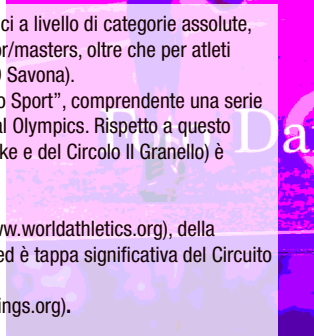 ci a livello di categorie assolute,
or/masters, oltre che per atleti
Savona).
o Sport”, comprendente una serie
al Olympics. Rispetto a questo
Da
ke e del Circolo Il Granello) è
ww.worldathletics.org), della
ed è tappa significativa del Circuito
ings.org).